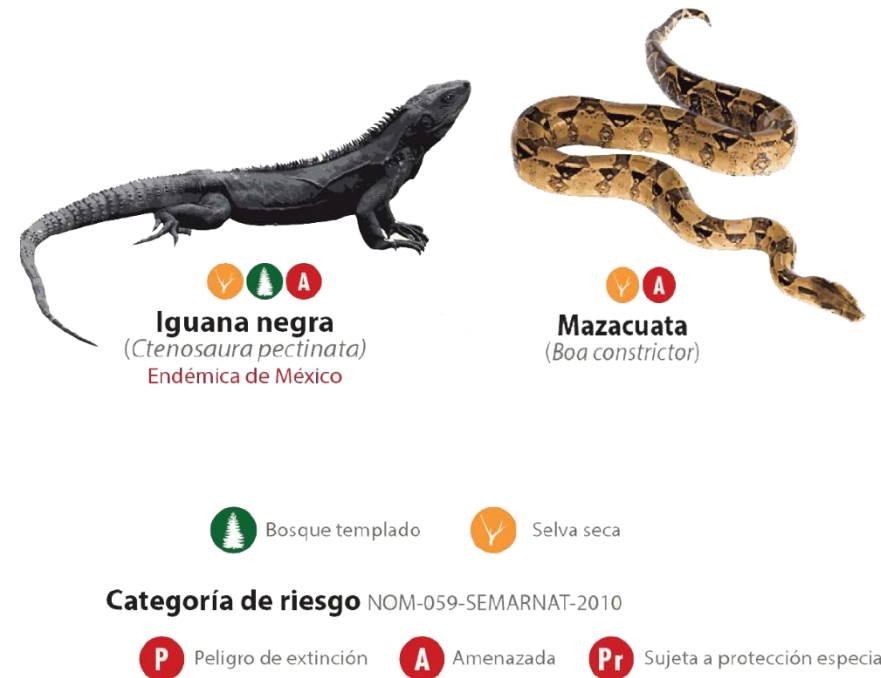 A
Iguana negra
(Ctenosaura pectinata)
Endémica de México
A
Mazacuata
(Boa constrictor)
Bosque templado
Selva seca
Categoría de riesgo NOM-059-SEMARNAT-2010
P Peligro de extinción
A Amenazada
Pr Sujeta a protección especia